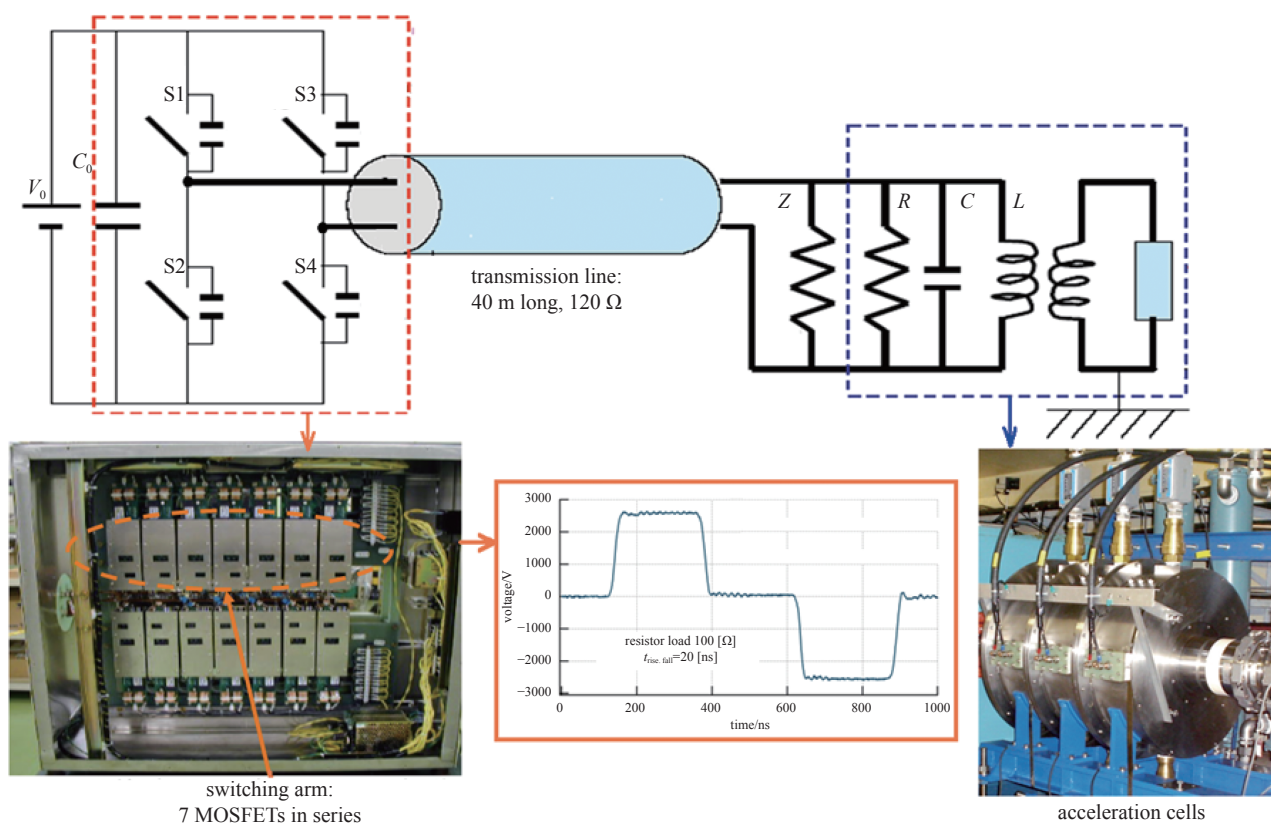 S1
S3
V0
C0
S2
S4
transmission line:
40 m long, 120 Ω
Z
R
C
L
switching arm:
7 MOSFETs in series
voltage/V
3000
2000
1000
0
−1000
−2000
−3000
resistor load 100 [Ω]
trise. fall=20 [ns]
0
200
400
600
800
1000
time/ns
acceleration cells